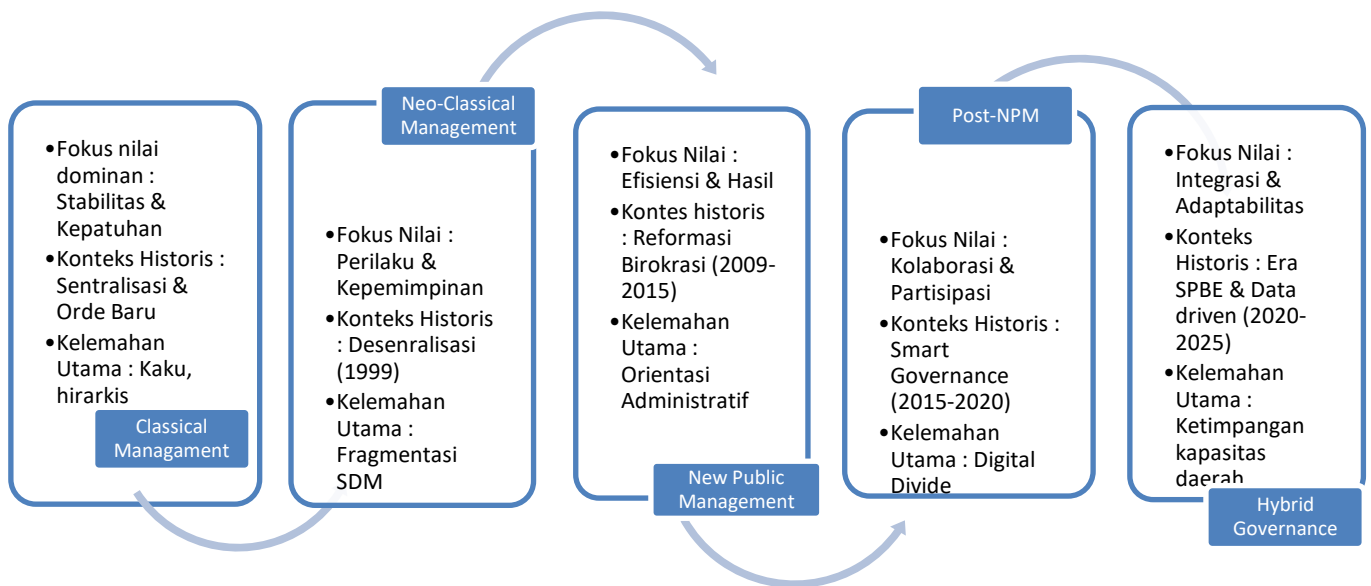 •Fokus nilai
dominan :
Stabilitas &
Kepatuhan
•Konteks Historis :
Sentralisasi &
Orde Baru
•Kelemahan
Utama : Kaku,
hirarkis
Classical
Managament
Neo-Classical
Management
•Fokus Nilai :
Perilaku &
Kepemimpinan
•Konteks Historis
: Desenralisasi
(1999)
•Kelemahan
Utama :
Fragmentasi
SDM
•Fokus Nilai :
Efisiensi & Hasil
•Kontes historis
: Reformasi
Birokrasi (2009-
2015)
•Kelemahan
Utama :
Orientasi
Administratif
New Public
Management
Post-NPM
•Fokus Nilai :
Kolaborasi &
Partisipasi
•Konteks Historis :
Smart
Governance
(2015-2020)
•Kelemahan
Utama : Digital
Divide
•Fokus Nilai :
Integrasi &
Adaptabilitas
•Konteks
Historis : Era
SPBE & Data
driven (2020-
2025)
•Kelemahan
Utama :
Ketimpangan
kapasitas
daerah
Hybrid
Governance